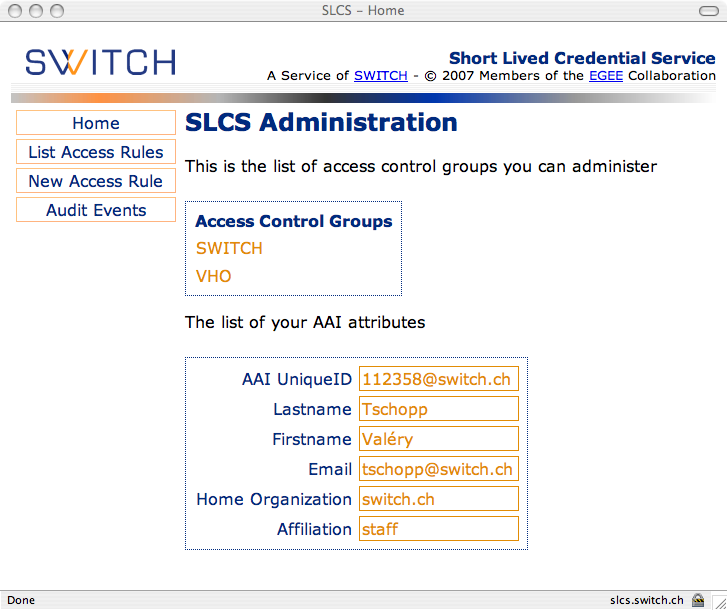 SLCS – Home
SWITCH
Short Lived Credential Service
A Service of SWITCH - © 2007 Members of the EGEE Collaboration
Home
List Access Rules
New Access Rule
Audit Events
SLCS Administration
This is the list of access control groups you can administer
Access Control Groups
SWITCH
VHO
The list of your AAI attributes
AAI UniqueID 112358@switch.ch
Lastname Tschopp
Firstname Valéry
Email tschopp@switch.ch
Home Organization switch.ch
Affiliation staff
Done slcs.switch.ch